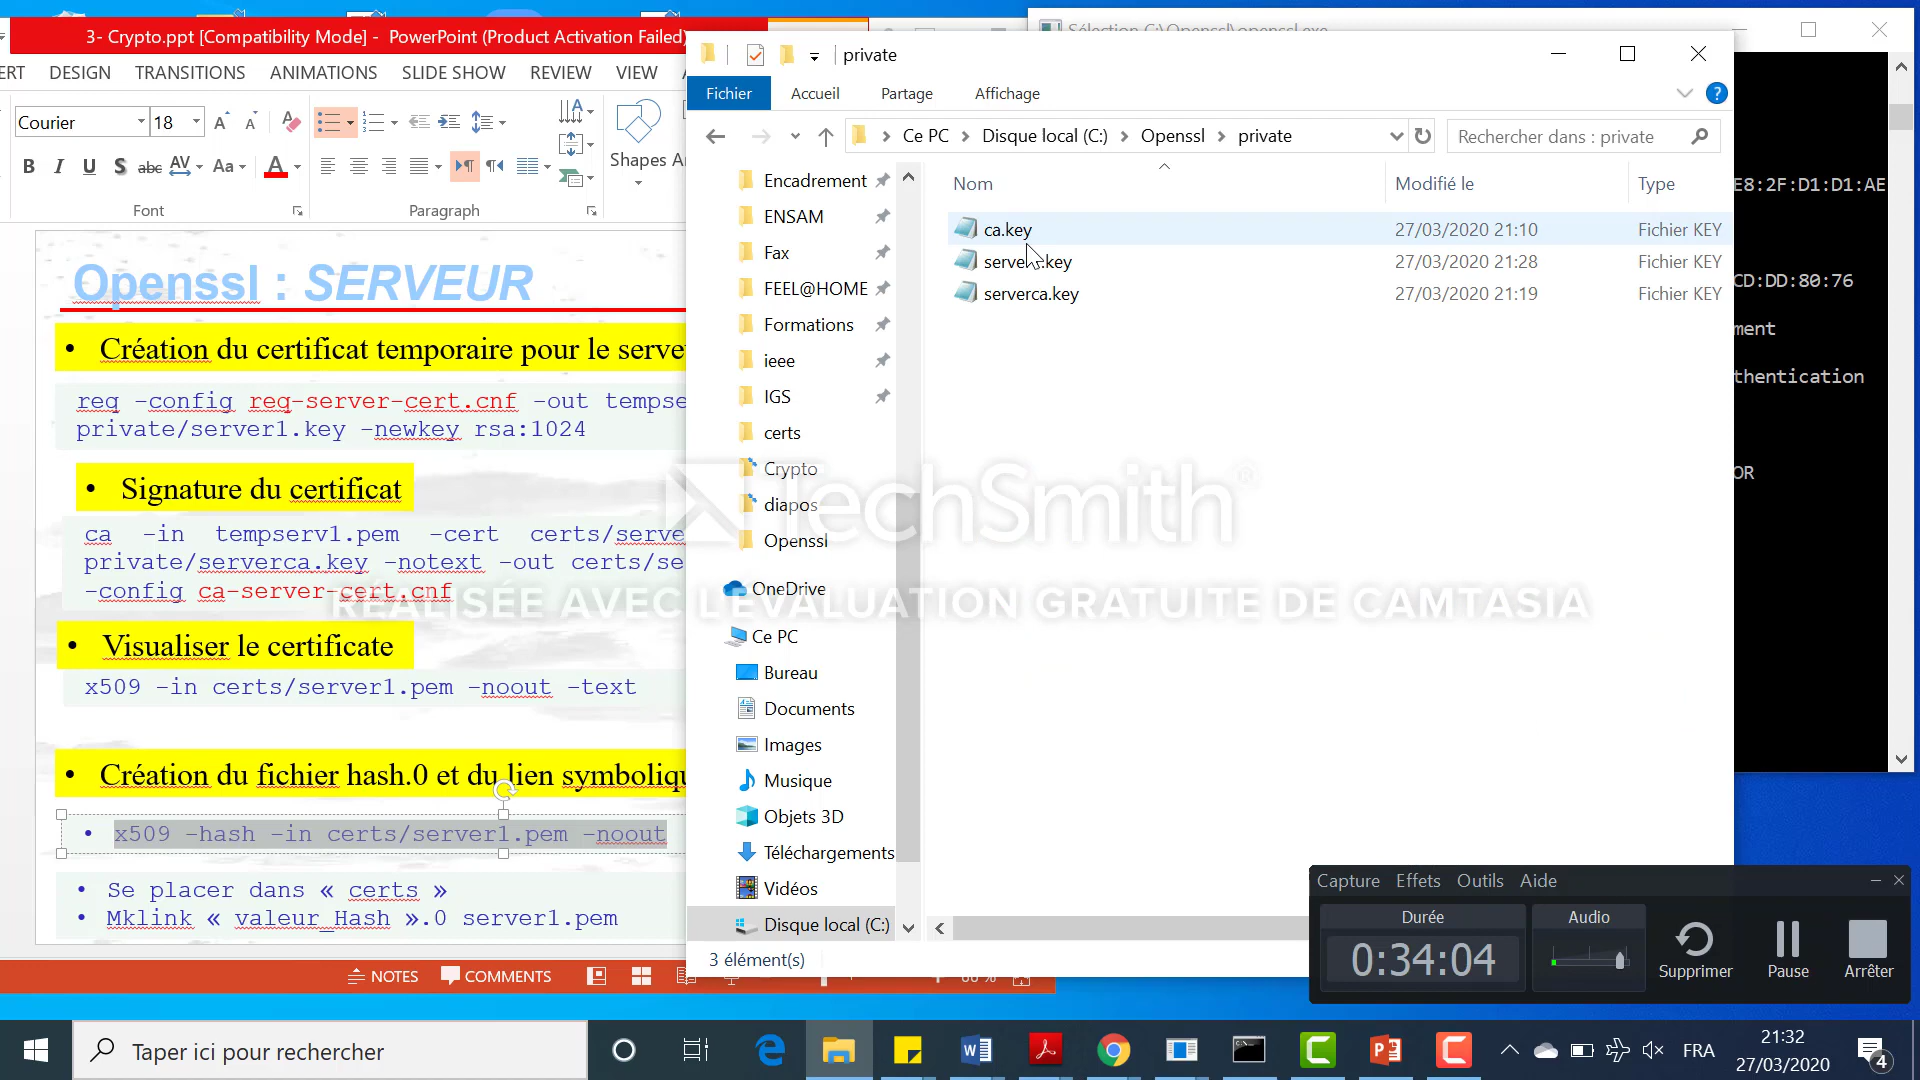 3- Crypto.ppt [Compatibility Mode] - PowerPoint (Product Activation Failed)
ERT DESIGN TRANSITIONS ANIMATIONS SLIDE SHOW REVIEW VIEW
Courier 18
B I U S abc AV Aa A
Shapes
Font Paragraph
Openssl : SERVEUR
• Création du certificat temporaire pour le serve
req -config req-server-cert.cnf -out tempse
private/server1.key -newkey rsa:1024
• Signature du certificat
ca -in tempserv1.pem -cert certs/serve
private/serverca.key -notext -out certs/se
-config ca-server-cert.cnf
• Visualiser le certificate
x509 -in certs/server1.pem -noout -text
• Création du fichier hash.0 et du lien symboliqu
• x509 -hash -in certs/server1.pem -noout
• Se placer dans « certs »
• Mklink « valeur_Hash ».0 server1.pem
NOTES COMMENTS
Sélection C:\Openssl\openssl.exe
private
Fichier Accueil Partage Affichage
Ce PC Disque local (C:) Openssl private
Rechercher dans : private
Nom Modifié le Type
ca.key 27/03/2020 21:10 Fichier KEY
.key 27/03/2020 21:28 Fichier KEY
serverca.key 27/03/2020 21:19 Fichier KEY
Encadrement
ENSAM
Fax
FEEL@HOME
Formations
ieee
IGS
certs
Crypto
diapos
Openssl
OneDrive
Ce PC
Bureau
Documents
Images
Musique
Objets 3D
Téléchargements
Vidéos
Disque local (C:)
3 élément(s)
E8:2F:D1:D1:AE
CD:DD:80:76
ment
thentication
OR
TechSmith®
RÉALISÉE AVEC L'ÉVALUATION GRATUITE DE CAMTASIA
Capture Effets Outils Aide
Durée Audio
0:34:04
Supprimer Pause Arrêter
Taper ici pour rechercher
FRA
21:32
27/03/2020
4